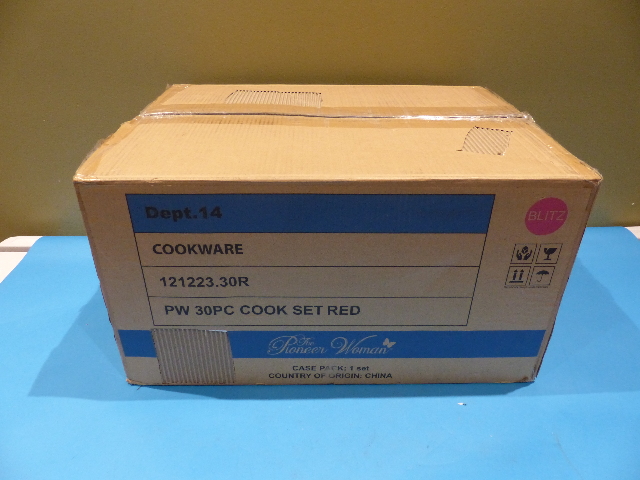 Dept.14
BLITZ
COOKWARE
121223.30R
PW 30PC COOK SET RED
The
Pioneer Woman
CASE PACK: 1 set
COUNTRY OF ORIGIN: CHINA